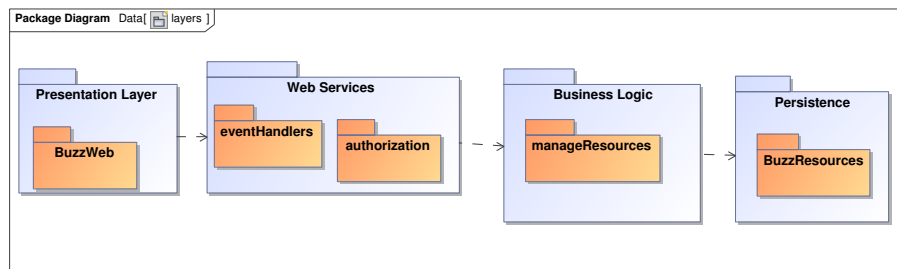 Package Diagram Data[ layers ]
Presentation Layer
BuzzWeb
Web Services
eventHandlers
authorization
Business Logic
manageResources
Persistence
BuzzResources